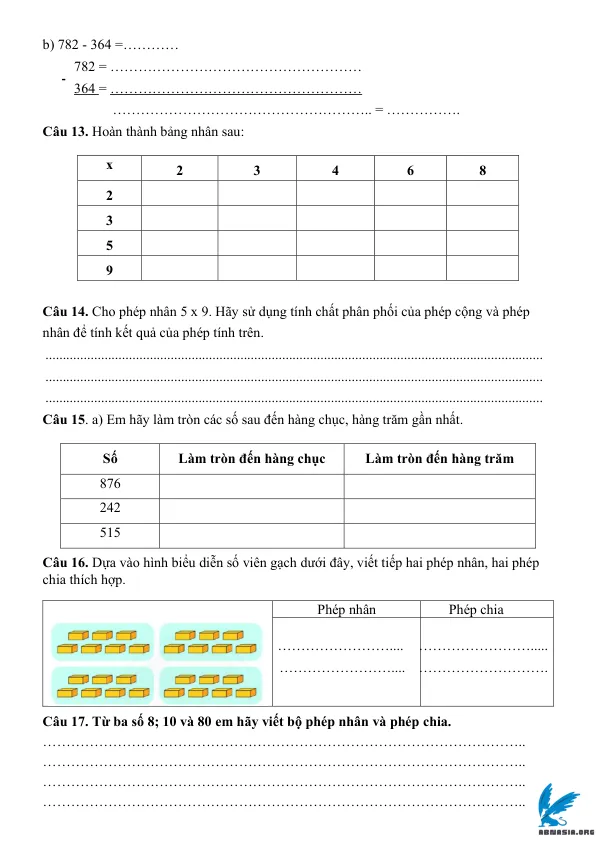 b) 782 - 364 =…………
782 = ………………………………………………
-
364 = ………………………………………………
……………………………………………….. = …………….
Câu 13. Hoàn thành bảng nhân sau:
x 2 3 4 6 8
2
3
5
9
Câu 14. Cho phép nhân 5 x 9. Hãy sử dụng tính chất phân phối của phép cộng và phép
nhân để tính kết quả của phép tính trên.
..............................................................................................................................................
..............................................................................................................................................
..............................................................................................................................................
Câu 15. a) Em hãy làm tròn các số sau đến hàng chục, hàng trăm gần nhất.
Số Làm tròn đến hàng chục Làm tròn đến hàng trăm
876
242
515
Câu 16. Dựa vào hình biểu diễn số viên gạch dưới đây, viết tiếp hai phép nhân, hai phép
chia thích hợp.
Phép nhân Phép chia
…………………….... …………………….....
…………………….... ……………………….
Câu 17. Từ ba số 8; 10 và 80 em hãy viết bộ phép nhân và phép chia.
…………………………………………………………………………………………..
…………………………………………………………………………………………..
…………………………………………………………………………………………..
…………………………………………………………………………………………..
ABMASIA.ORG